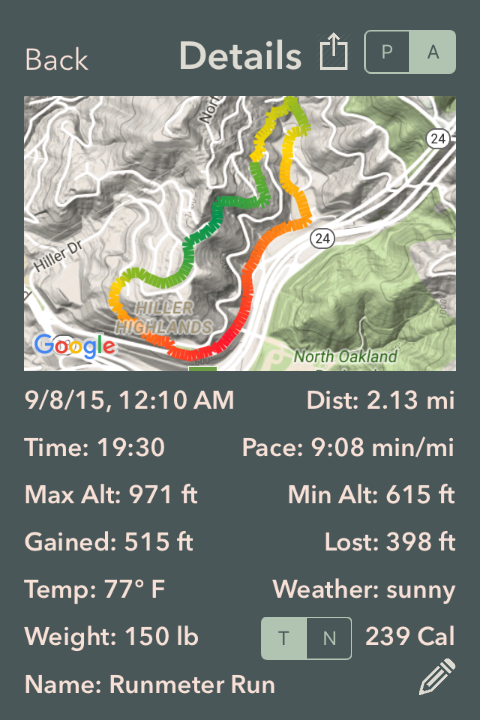 Back Details P A
Nort
24
24
Hiller Dr
HILLER
HIGHLANDS
Google
North Oakland
9/8/15, 12:10 AM Dist: 2.13 mi
Time: 19:30 Pace: 9:08 min/mi
Max Alt: 971 ft Min Alt: 615 ft
Gained: 515 ft Lost: 398 ft
Temp: 77° F Weather: sunny
Weight: 150 lb T N 239 Cal
Name: Runmeter Run